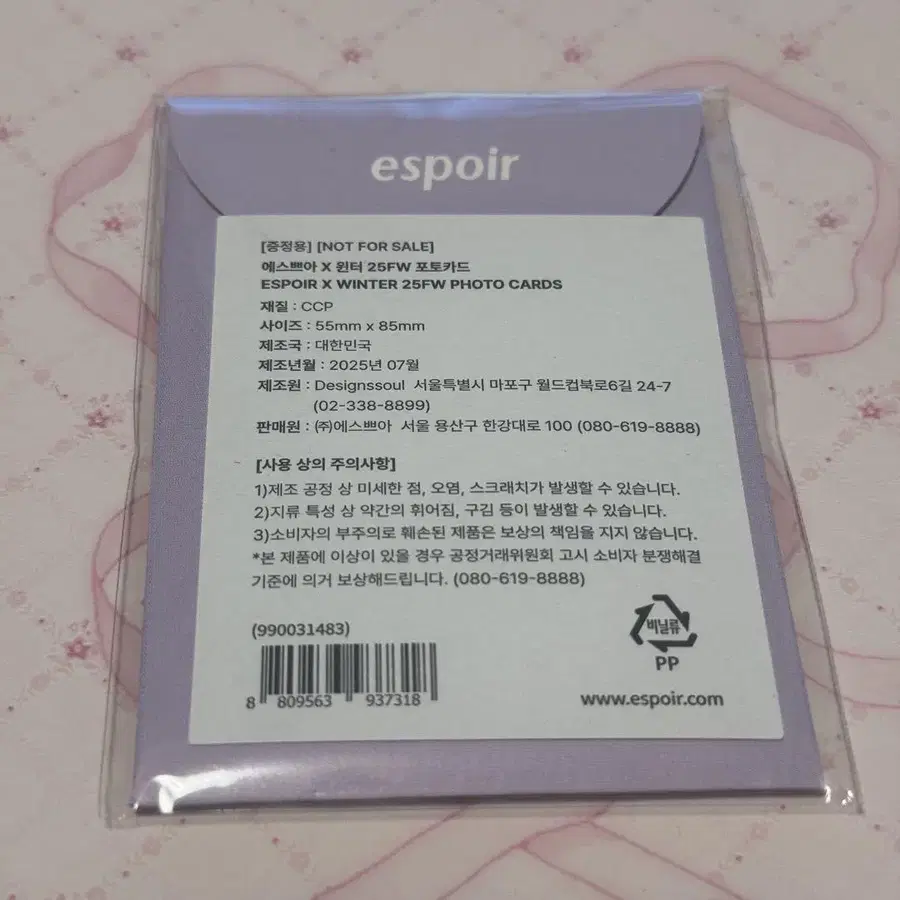 espoir
[증정용] [NOT FOR SALE]
에스쁘아 X 윈터 25FW 포토카드
ESPOIR X WINTER 25FW PHOTO CARDS
재질 : CCP
사이즈 : 55mm x 85mm
제조국 : 대한민국
제조년월 : 2025년 07월
제조원 : Designssoul 서울특별시 마포구 월드컵북로6길 24-7
(02-338-8899)
판매원 : ㈜에스쁘아 서울 용산구 한강대로 100 (080-619-8888)
[사용 상의 주의사항]
1)제조 공정 상 미세한 점, 오염, 스크래치가 발생할 수 있습니다.
2)지류 특성 상 약간의 휘어짐, 구김 등이 발생할 수 있습니다.
3)소비자의 부주의로 훼손된 제품은 보상의 책임을 지지 않습니다.
*본 제품에 이상이 있을 경우 공정거래위원회 고시 소비자 분쟁해결
기준에 의거 보상해드립니다. (080-619-8888)
(990031483)
8 809563 937318
비닐류
PP
www.espoir.com